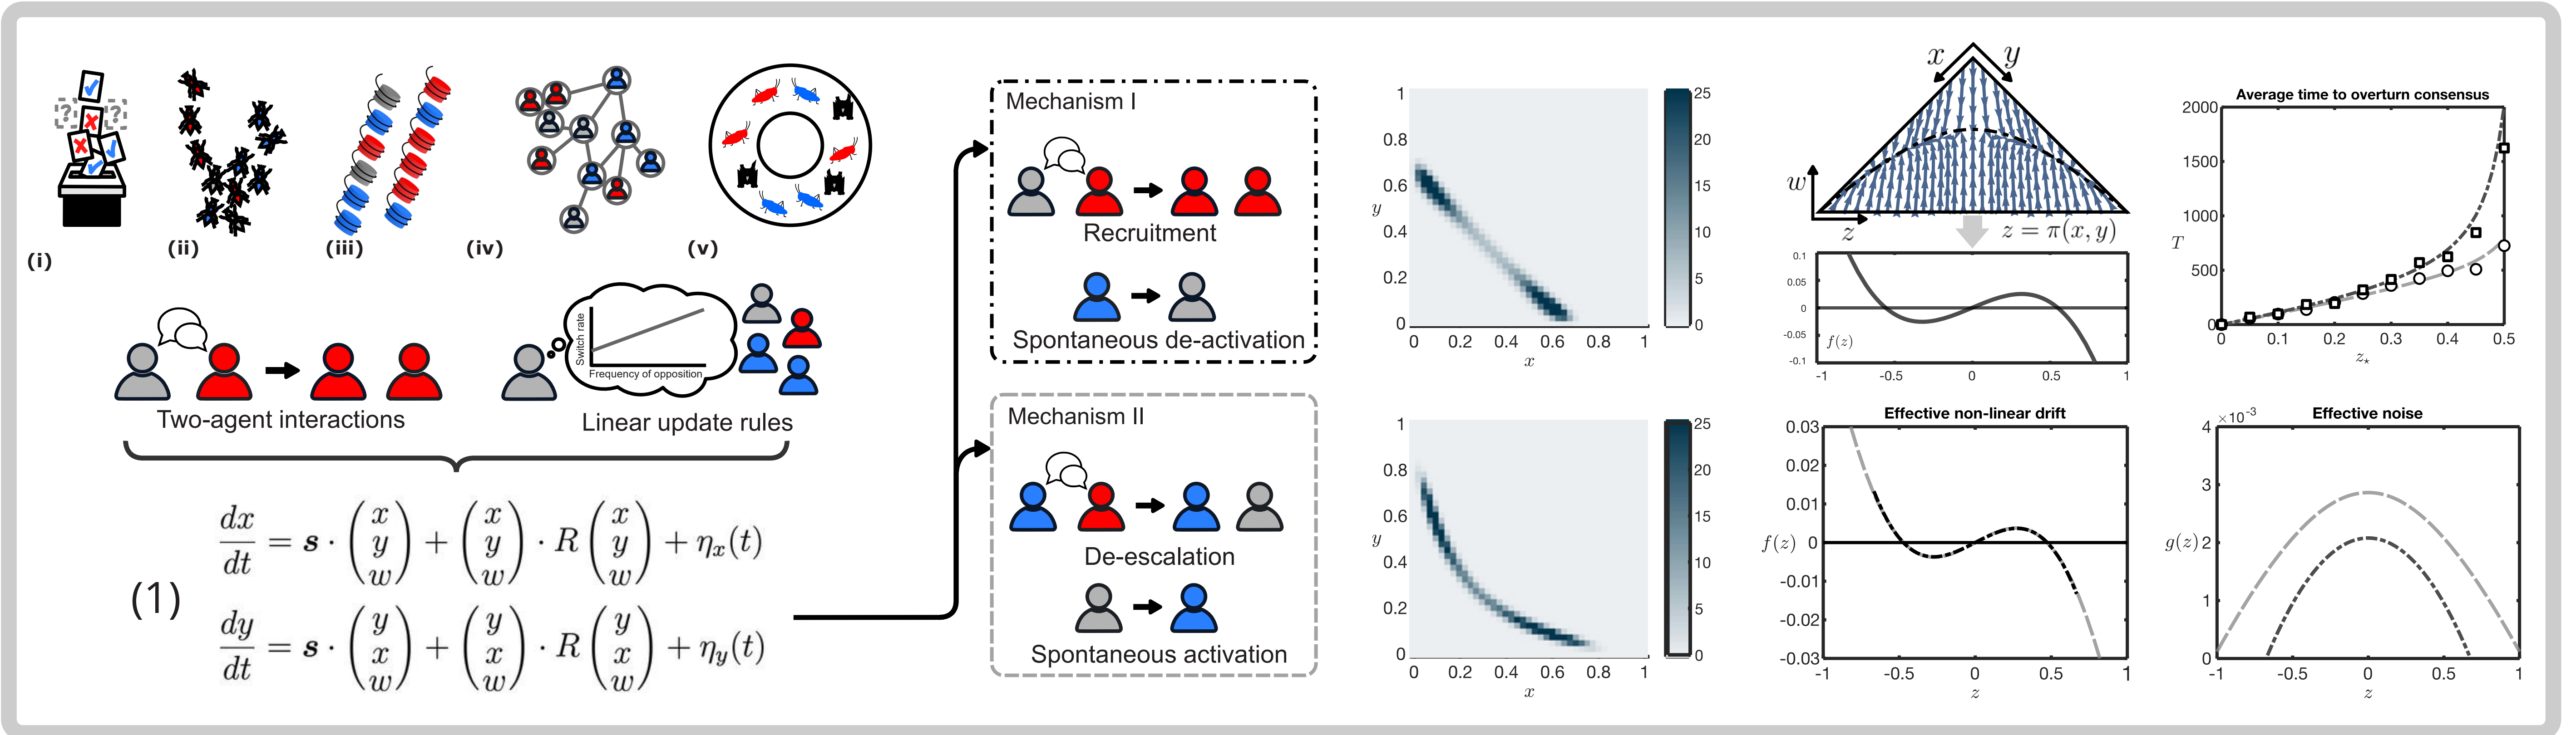 (i)
(ii)
(iii)
(iv)
(v)
? ?
Two-agent interactions
Switch rate
Frequency of opposition
Linear update rules
(1)
dx/dt = s · (x y w) + (x y w) · R (x y w) + η_x(t)
dy/dt = s · (y x w) + (y x w) · R (y x w) + η_y(t)
Mechanism I
Recruitment
Spontaneous de-activation
Mechanism II
De-escalation
Spontaneous activation
1
0.8
0.6
y
0.4
0.2
0
0 0.2 0.4 0.6 0.8 1
x
25
20
15
10
5
0
1
0.8
0.6
y
0.4
0.2
0
0 0.2 0.4 0.6 0.8 1
x
25
20
15
10
5
0
x y
w
z
z = π(x, y)
0.1
0.05
0
-0.05
-0.1
f(z)
-1 -0.5 0 0.5 1
Average time to overturn consensus
2000
1500
1000
T
500
0
0 0.1 0.2 0.3 0.4 0.5
z⋆
Effective non-linear drift
0.03
0.02
0.01
f(z) 0
-0.01
-0.02
-0.03
-1 -0.5 0 0.5 1
z
Effective noise
×10⁻³
4
3
g(z) 2
1
0
-1 -0.5 0 0.5 1
z